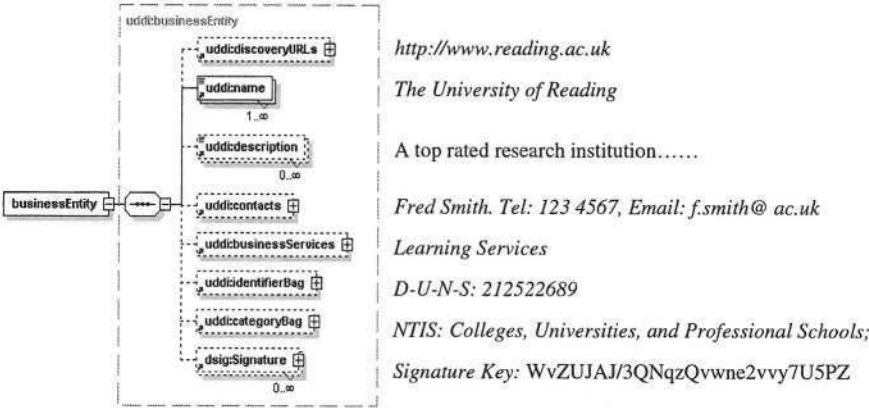 uddi:businessEntity
uddi:discoveryURLs http://www.reading.ac.uk
uddi:name The University of Reading
1..∞
uddi:description A top rated research institution……
0..∞
businessEntity
uddi:contacts Fred Smith. Tel: 123 4567, Email: f.smith@ ac.uk
uddi:businessServices Learning Services
uddi:identifierBag D-U-N-S: 212522689
uddi:categoryBag NTIS: Colleges, Universities, and Professional Schools;
dsig:Signature Signature Key: WvZUJAJ/3QNqzQvwne2vvy7U5PZ
0..∞